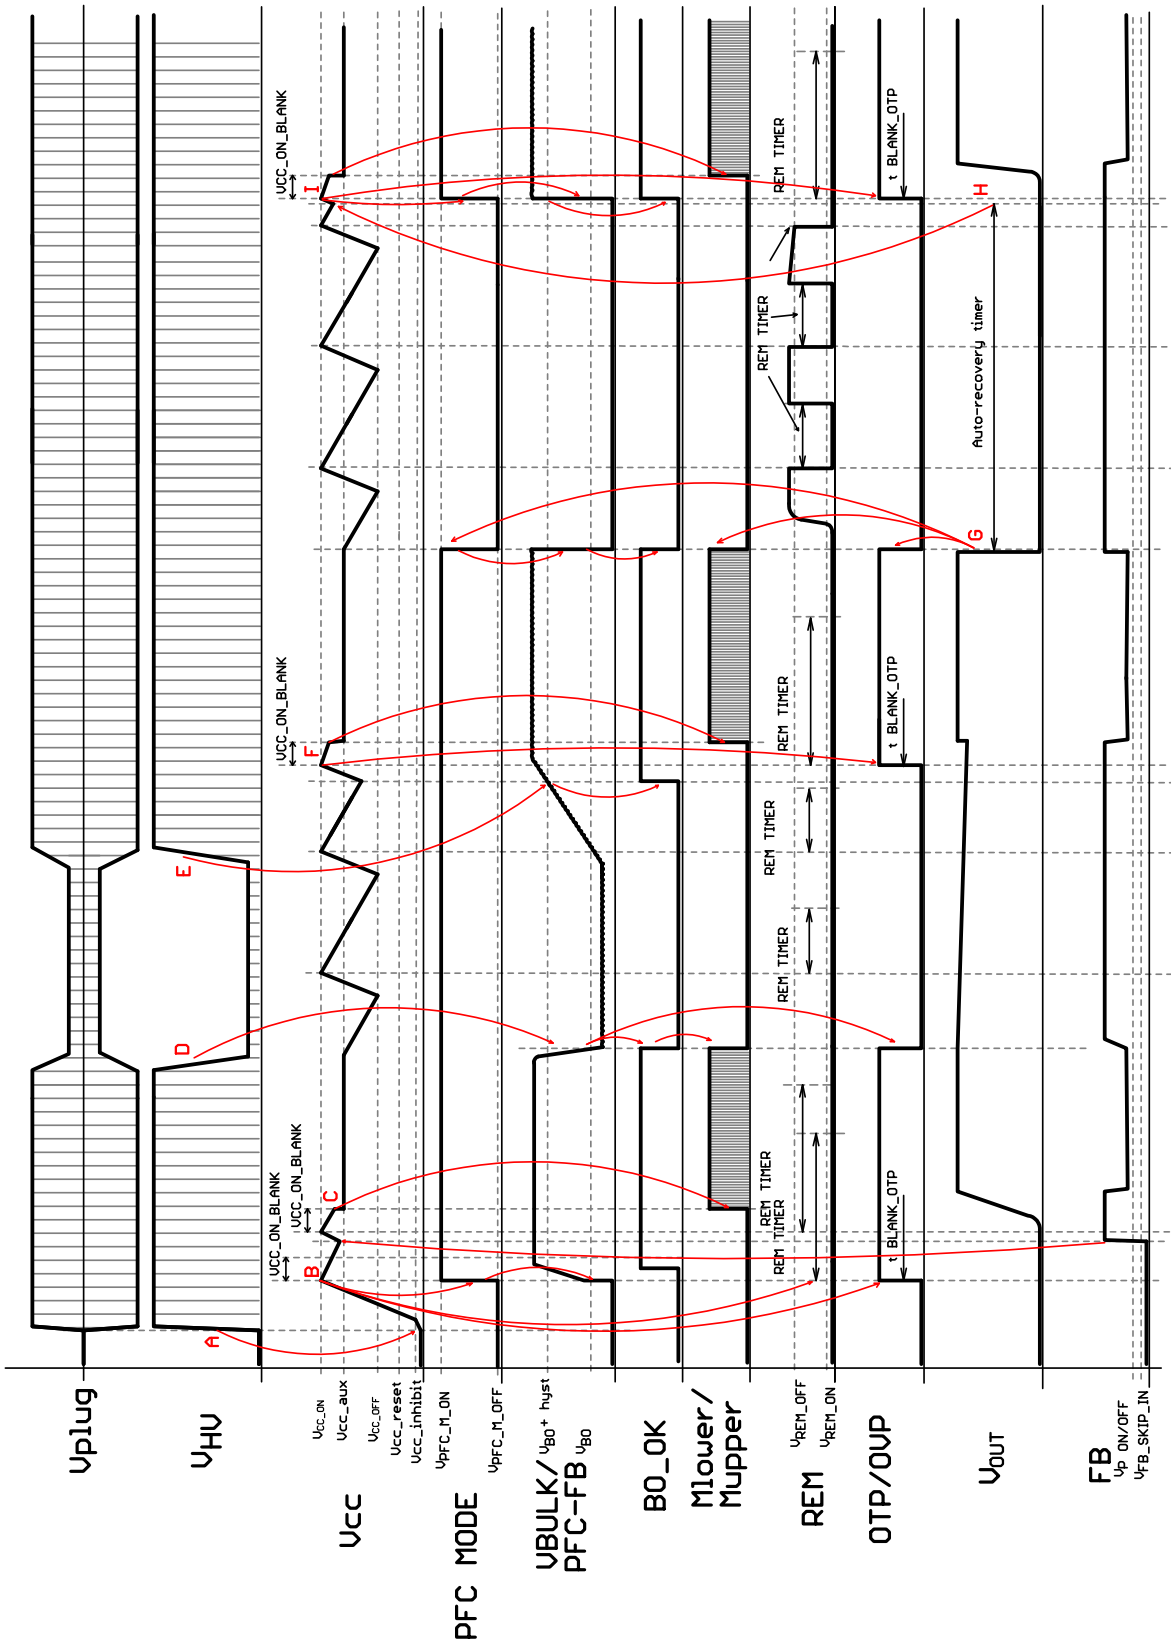 Vplug
VHV
A
D
E
VCC_ON_BLANK
VCC_ON_BLANK
VCC_ON_BLANK
VCC_ON_BLANK
B
C
F
I
Vcc
VCC_ON
Vcc_aux
VCC_OFF
Vcc_reset
Vcc_inhibit
PFC MODE
VPFC_M_ON
VPFC_M_OFF
VBULK/
PFC-FB
VBO+ hyst
VBO
BO_OK
Mlower/
Mupper
REM
VREM_OFF
VREM_ON
REM TIMER
REM TIMER
REM TIMER
REM TIMER
REM TIMER
REM TIMER
REM TIMER
OTP/OVP
t BLANK_OTP
t BLANK_OTP
t BLANK_OTP
VOUT
G
Auto-recovery timer
H
FB
VP ON/OFF
VFB_SKIP_IN